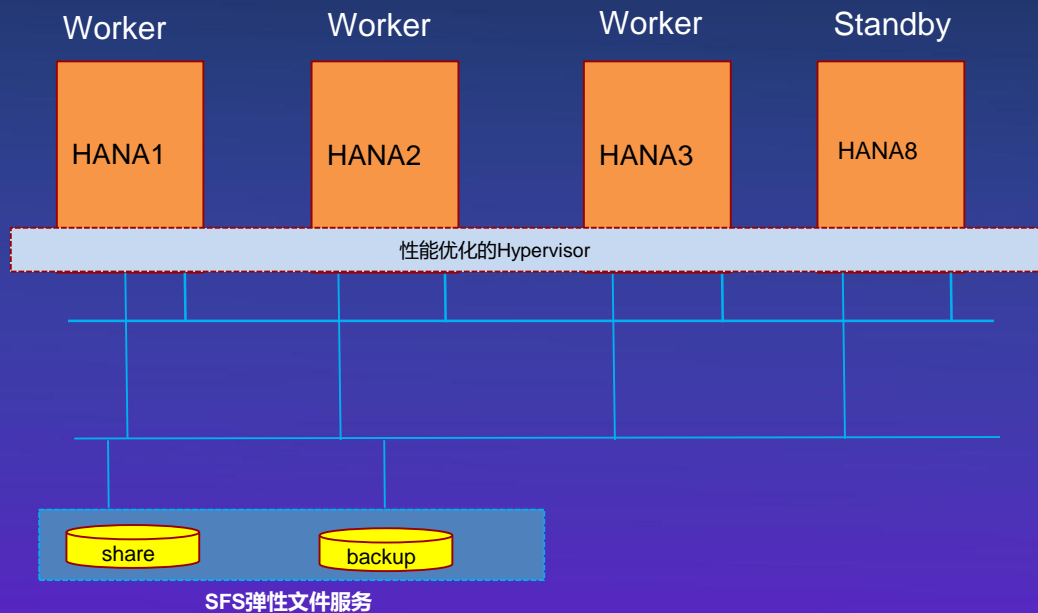 Worker
Worker
Worker
Standby
HANA1
HANA2
HANA3
HANA8
性能优化的Hypervisor
share
backup
SFS弹性文件服务